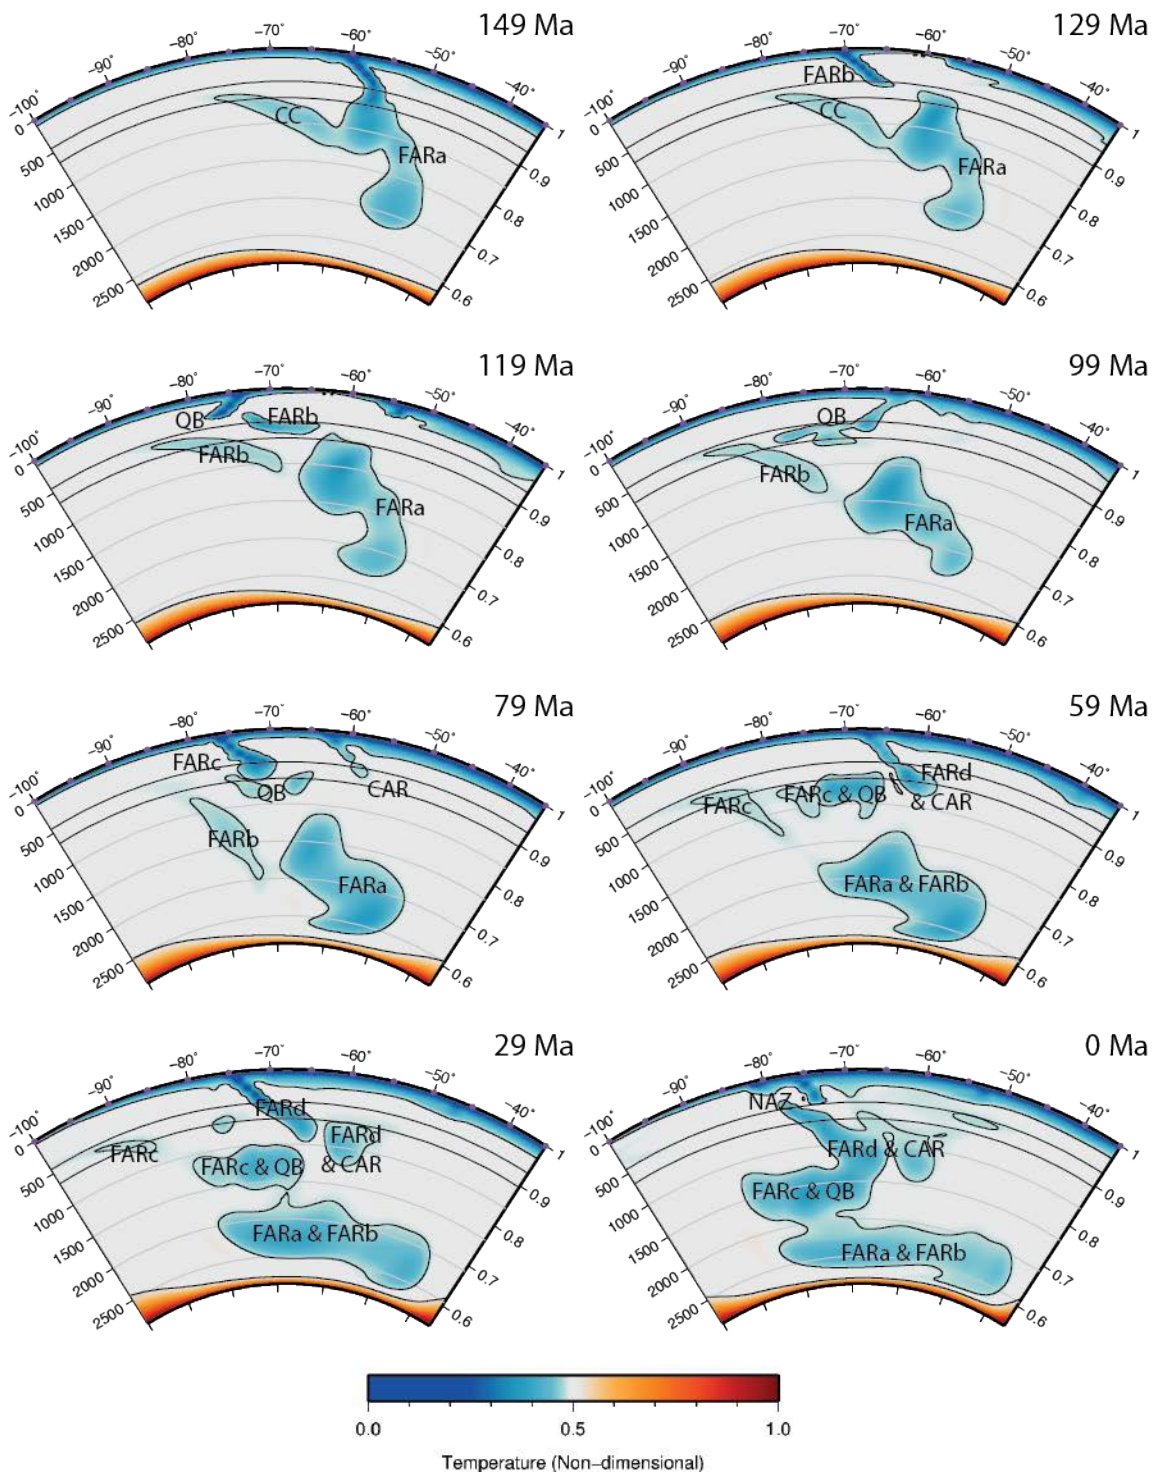 149 Ma
129 Ma
−100° −90° −80° −70° −60° −50° −40°
−100° −90° −80° −70° −60° −50° −40°
0 500 1000 1500 2000 2500
CC
FARa
1 0.9 0.8 0.7 0.6
0 500 1000 1500 2000 2500
FARb
CC
FARa
1 0.9 0.8 0.7 0.6
119 Ma
99 Ma
−100° −90° −80° −70° −60° −50° −40°
−100° −90° −80° −70° −60° −50° −40°
0 500 1000 1500 2000 2500
QB
FARb
FARb
FARa
1 0.9 0.8 0.7 0.6
0 500 1000 1500 2000 2500
QB
FARb
FARa
1 0.9 0.8 0.7 0.6
79 Ma
59 Ma
−100° −90° −80° −70° −60° −50° −40°
−100° −90° −80° −70° −60° −50° −40°
0 500 1000 1500 2000 2500
FARc
QB
CAR
FARb
FARa
1 0.9 0.8 0.7 0.6
0 500 1000 1500 2000 2500
FARd
& CAR
FARc & QB
FARc
FARa & FARb
1 0.9 0.8 0.7 0.6
29 Ma
0 Ma
−100° −90° −80° −70° −60° −50° −40°
−100° −90° −80° −70° −60° −50° −40°
0 500 1000 1500 2000 2500
FARd
FARd
& CAR
FARc
FARc & QB
FARa & FARb
1 0.9 0.8 0.7 0.6
0 500 1000 1500 2000 2500
NAZ
FARd & CAR
FARc & QB
FARa & FARb
1 0.9 0.8 0.7 0.6
0.0 0.5 1.0
Temperature (Non−dimensional)